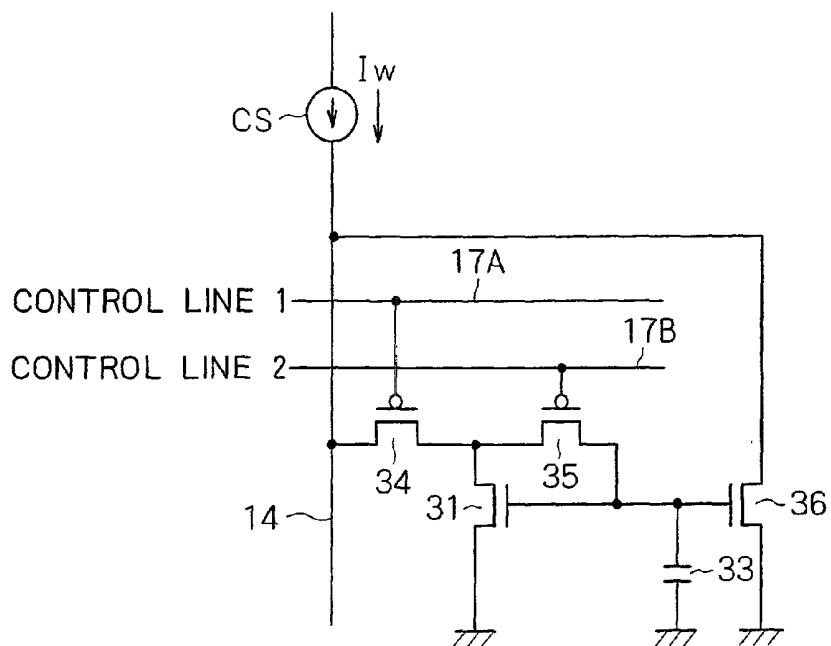 Iw
CS
17A
CONTROL LINE 1
17B
CONTROL LINE 2
34
35
14
31
36
33